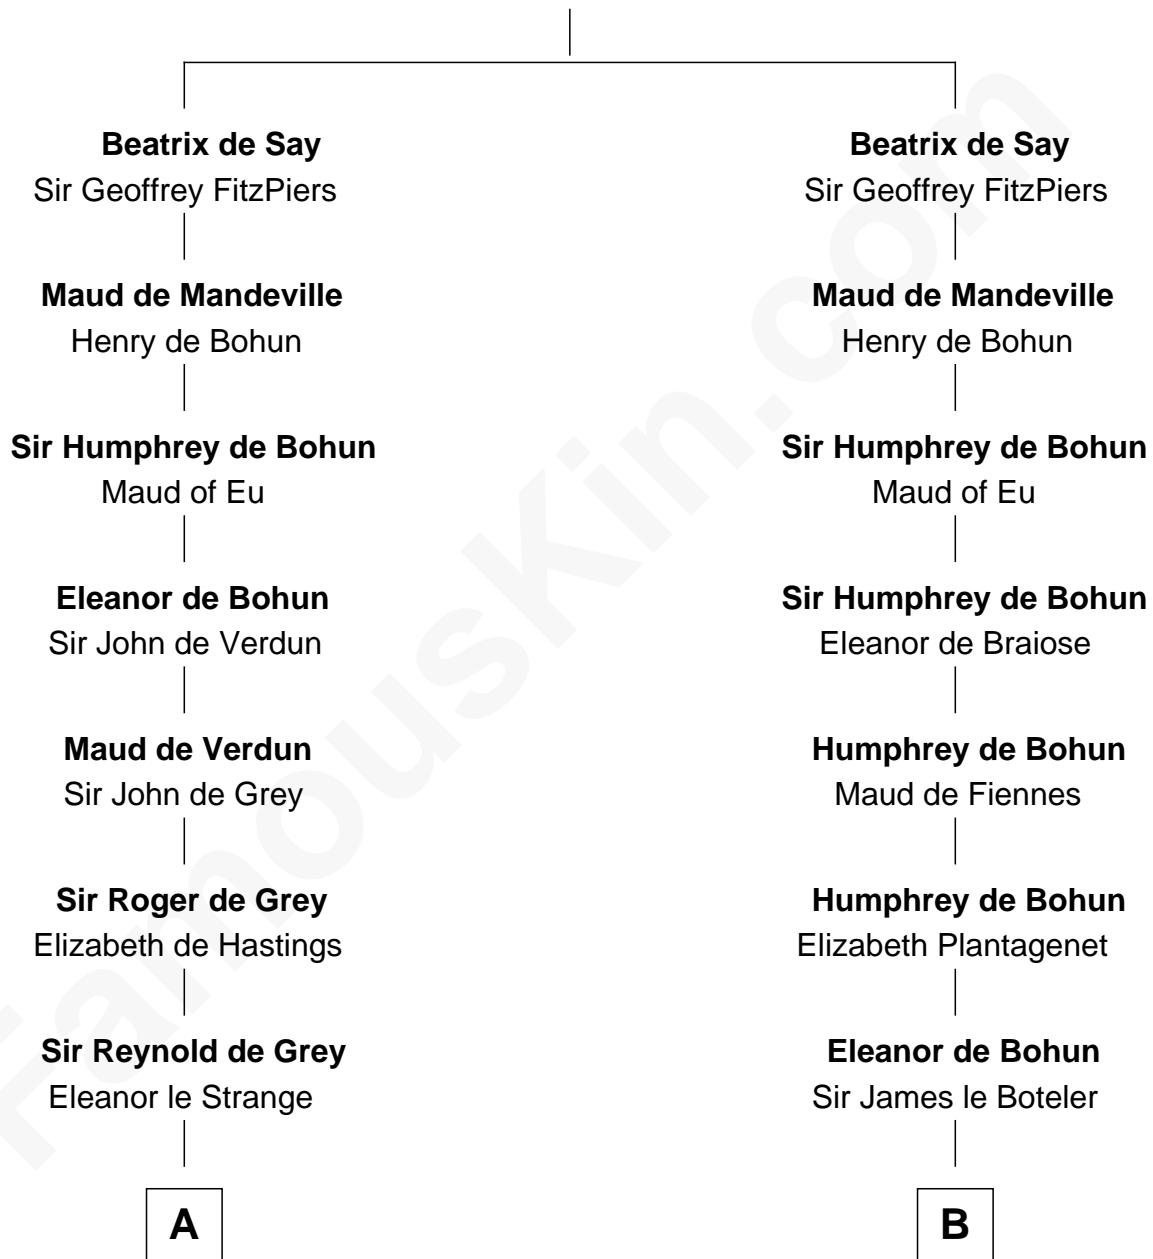 Beatrix de Say
Sir Geoffrey FitzPiers
Maud de Mandeville
Henry de Bohun
Sir Humphrey de Bohun
Maud of Eu
Eleanor de Bohun
Sir John de Verdun
Maud de Verdun
Sir John de Grey
Sir Roger de Grey
Elizabeth de Hastings
Sir Reynold de Grey
Eleanor le Strange
A
Beatrix de Say
Sir Geoffrey FitzPiers
Maud de Mandeville
Henry de Bohun
Sir Humphrey de Bohun
Maud of Eu
Sir Humphrey de Bohun
Eleanor de Braiose
Humphrey de Bohun
Maud de Fiennes
Humphrey de Bohun
Elizabeth Plantagenet
Eleanor de Bohun
Sir James le Boteler
B
FamousKin.com